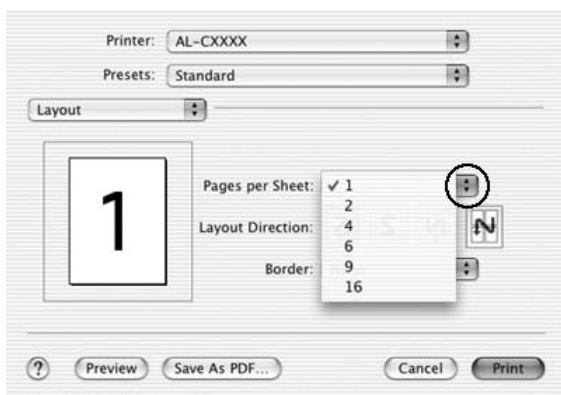 Printer: AL-CXXXX
Presets: Standard
Layout
1
Pages per Sheet: ✓ 1
2
Layout Direction: 4
6
Border: 9
16
? Preview Save As PDF... Cancel Print